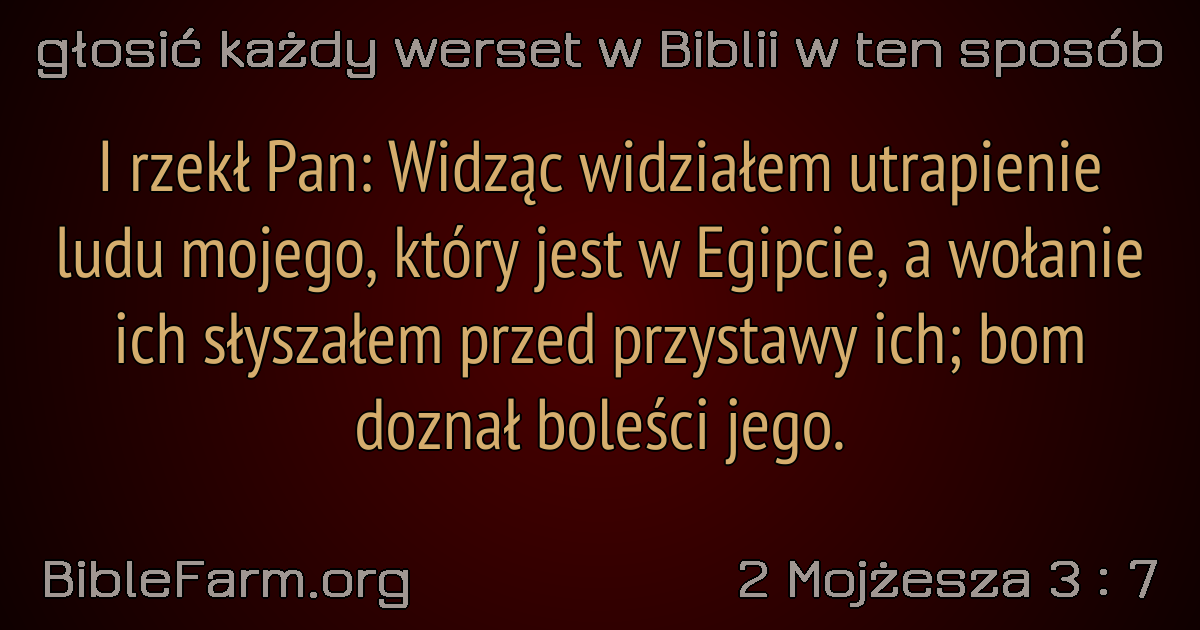 głosić każdy werset w Biblii w ten sposób
I rzekł Pan: Widząc widziałem utrapienie
ludu mojego, który jest w Egipcie, a wołanie
ich słyszałem przed przystawy ich; bom
doznał boleści jego.
BibleFarm.org
2 Mojżesza 3 : 7